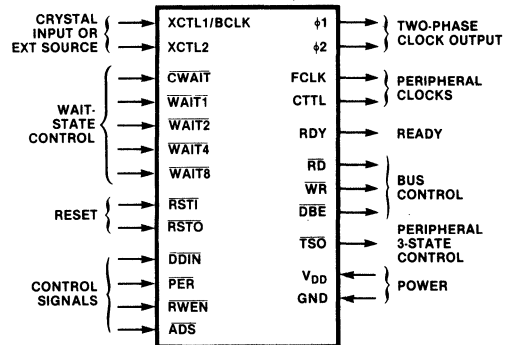 CRYSTAL
INPUT OR
EXT SOURCE
XCTL1/BCLK
XCTL2
WAIT-
STATE
CONTROL
CWAIT
WAIT1
WAIT2
WAIT4
WAIT8
RESET
RSTI
RSTO
CONTROL
SIGNALS
DDIN
PER
RWEN
ADS
ϕ1
ϕ2
TWO-PHASE
CLOCK OUTPUT
FCLK
CTTL
PERIPHERAL
CLOCKS
RDY
READY
RD
WR
DBE
BUS
CONTROL
TSO
PERIPHERAL
3-STATE
CONTROL
VDD
GND
POWER